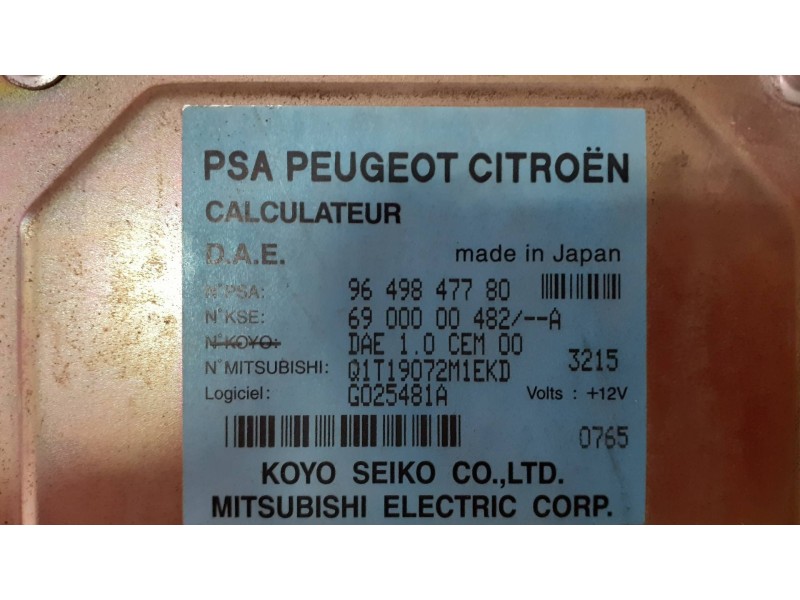 PSA PEUGEOT CITROËN
CALCULATEUR
D.A.E. made in Japan
N°PSA: 96 498 477 80
N°KSE: 69 000 00 482/--A
N°KOYO: DAE 1.0 CEM 00
N°MITSUBISHI: Q1T19072M1EKD 3215
Logiciel: G025481A Volts : +12V
0765
KOYO SEIKO CO.,LTD.
MITSUBISHI ELECTRIC CORP.